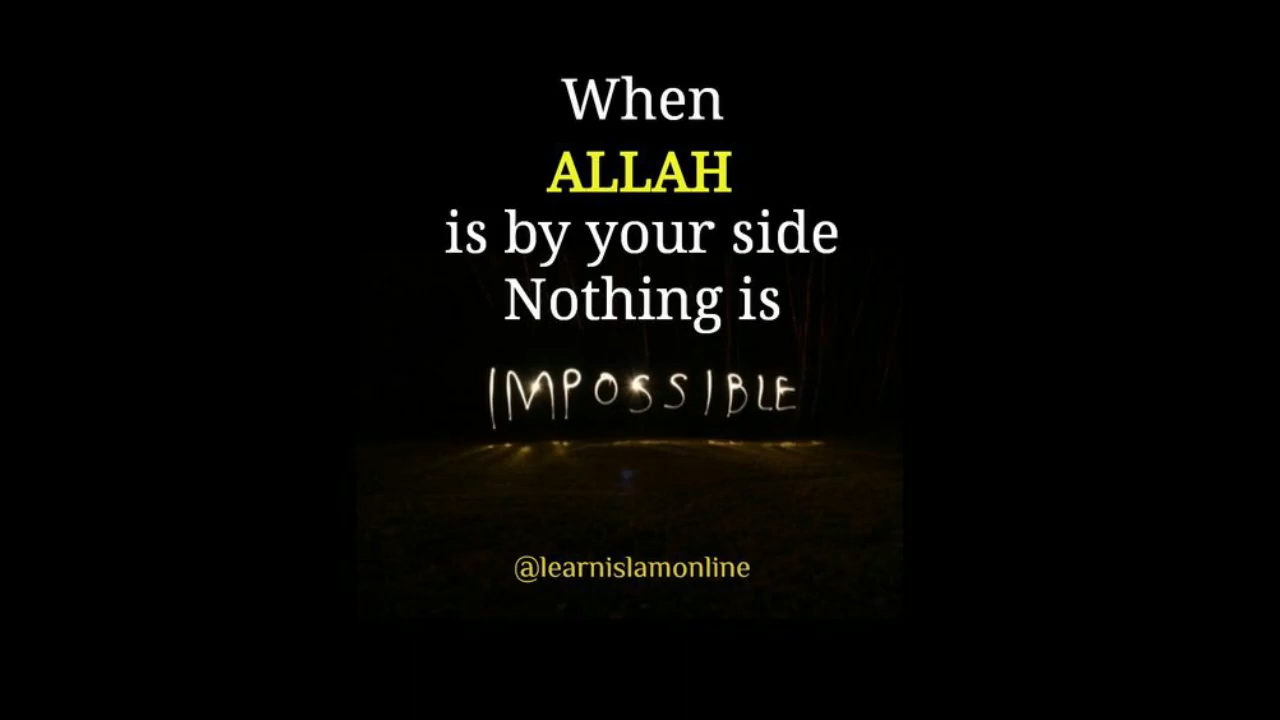 When
ALLAH
is by your side
Nothing is
IMPOSSIBLE
@learnislamonline